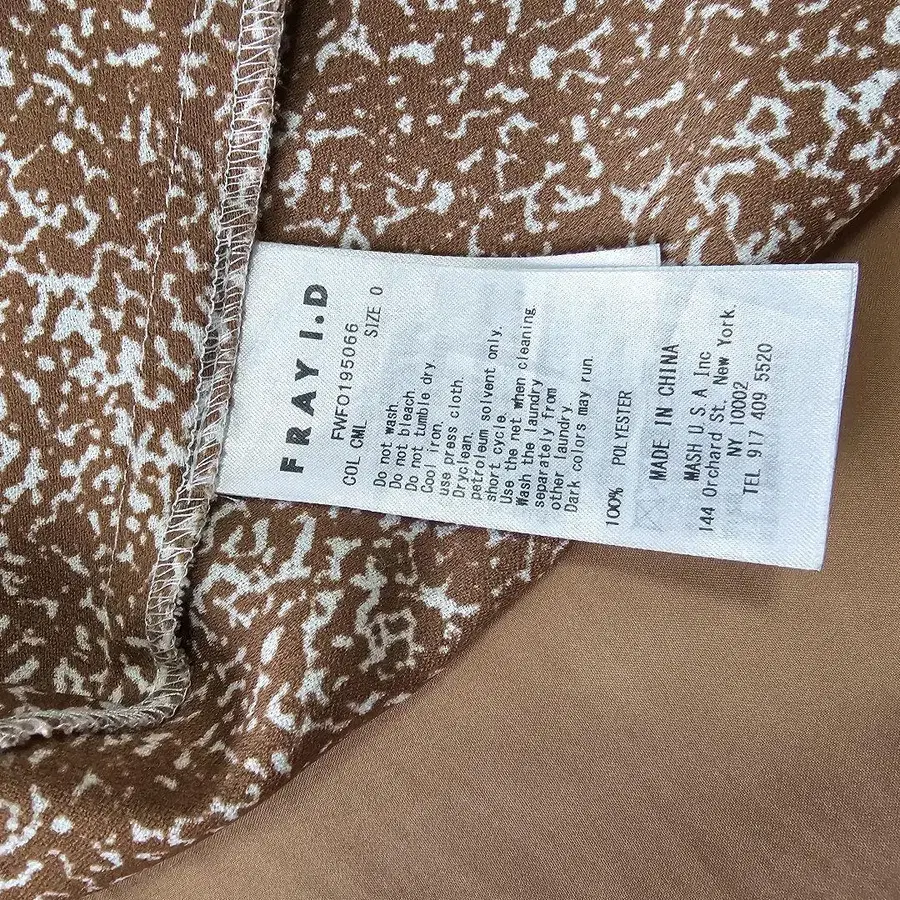 FRAY I.D
FWFO195066
COL CML SIZE 0
Do not wash.
Do not bleach.
Do not tumble dry.
Cool iron.
use press cloth.
Dryclean.
petroleum solvent only.
short cycle.
Use the net when cleaning.
Wash the laundry
separately from
other laundry.
Dark colors may run.
100% POLYESTER
MADE IN CHINA
MASH U.S.A Inc
144 Orchard St. New York.
NY 10002
TEL 917 409 5520